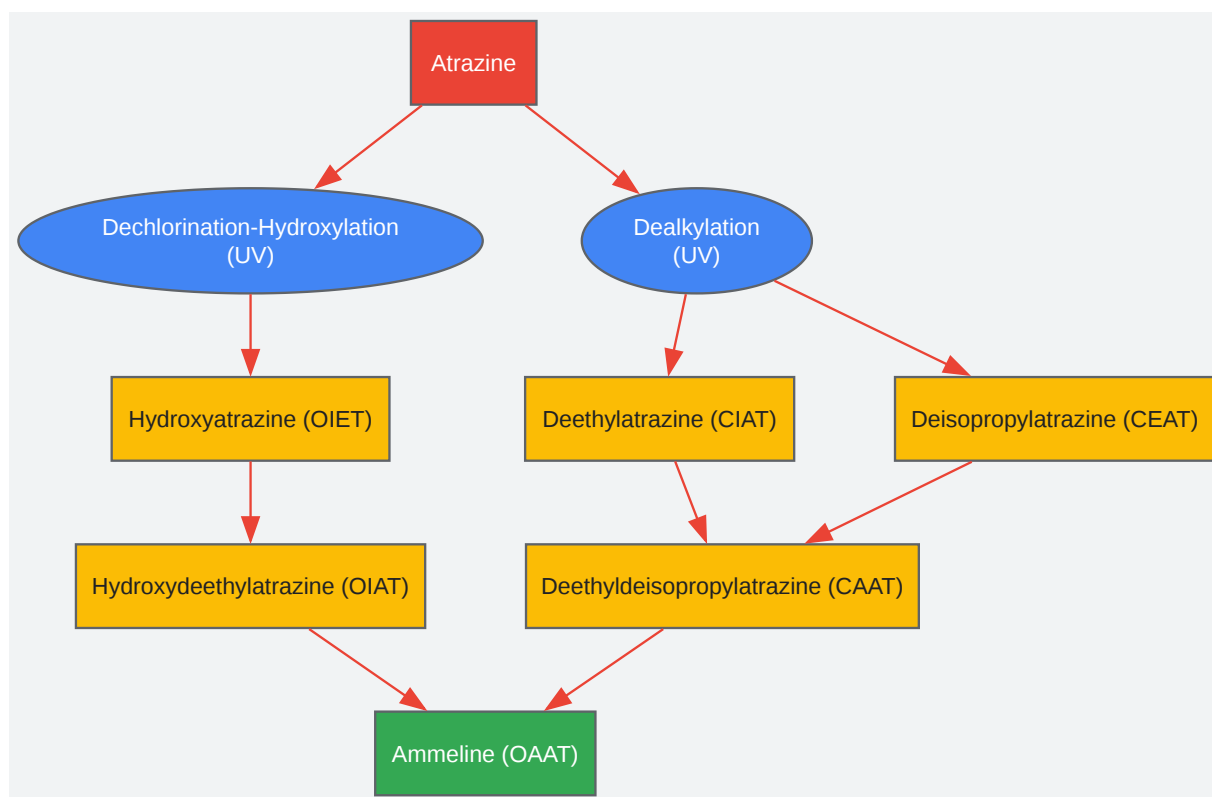 Atrazine
Dechlorination-Hydroxylation
(UV)
Dealkylation
(UV)
Hydroxyatrazine (OIET)
Deethylatrazine (CIAT)
Deisopropylatrazine (CEAT)
Hydroxydeethylatrazine (OIAT)
Deethyldeisopropylatrazine (CAAT)
Ammeline (OAAT)